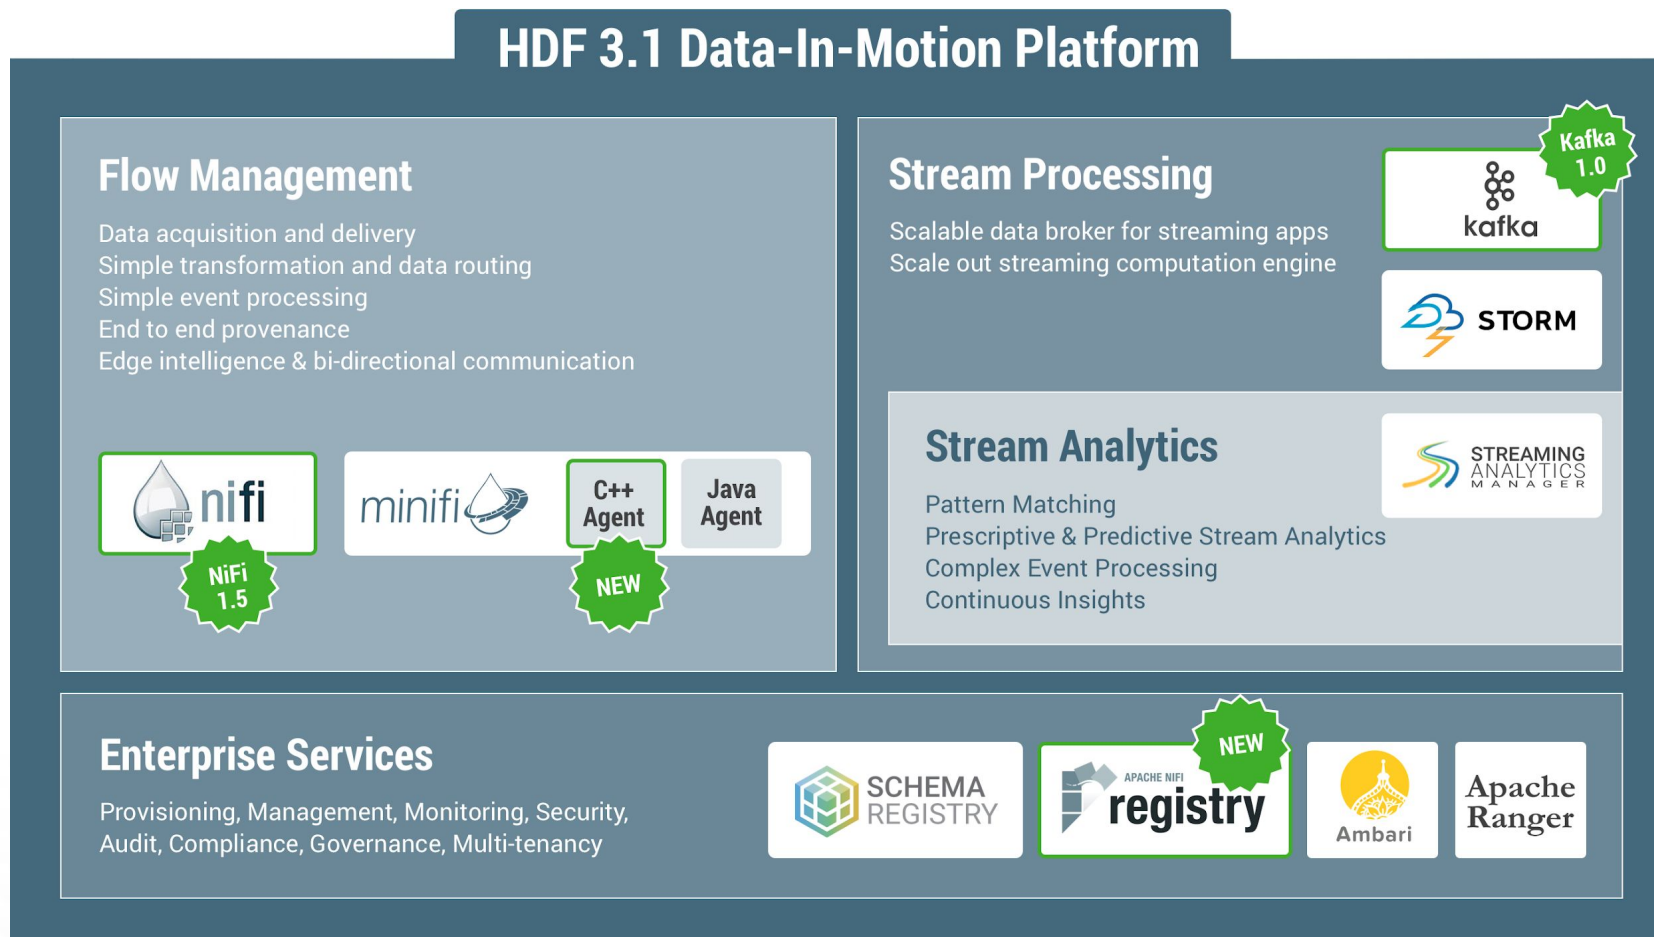 HDF 3.1 Data-In-Motion Platform
Flow Management
Data acquisition and delivery
Simple transformation and data routing
Simple event processing
End to end provenance
Edge intelligence & bi-directional communication
nifi
NiFi
1.5
minifi
C++
Agent
NEW
Java
Agent
Stream Processing
Scalable data broker for streaming apps
Scale out streaming computation engine
Kafka
1.0
kafka
STORM
Stream Analytics
Pattern Matching
Prescriptive & Predictive Stream Analytics
Complex Event Processing
Continuous Insights
STREAMING
ANALYTICS
MANAGER
Enterprise Services
Provisioning, Management, Monitoring, Security,
Audit, Compliance, Governance, Multi-tenancy
SCHEMA
REGISTRY
NEW
APACHE NIFI
registry
Ambari
Apache
Ranger